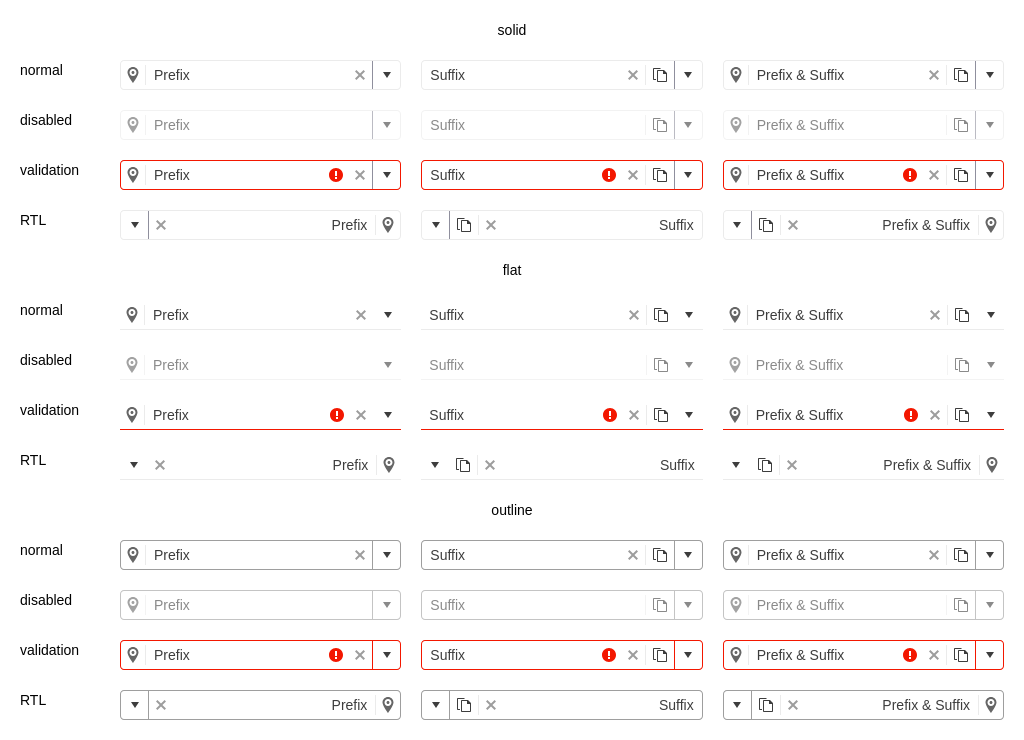 solid
normal Prefix Suffix Prefix & Suffix
disabled Prefix Suffix Prefix & Suffix
validation Prefix Suffix Prefix & Suffix
RTL Prefix Suffix Prefix & Suffix
flat
normal Prefix Suffix Prefix & Suffix
disabled Prefix Suffix Prefix & Suffix
validation Prefix Suffix Prefix & Suffix
RTL Prefix Suffix Prefix & Suffix
outline
normal Prefix Suffix Prefix & Suffix
disabled Prefix Suffix Prefix & Suffix
validation Prefix Suffix Prefix & Suffix
RTL Prefix Suffix Prefix & Suffix